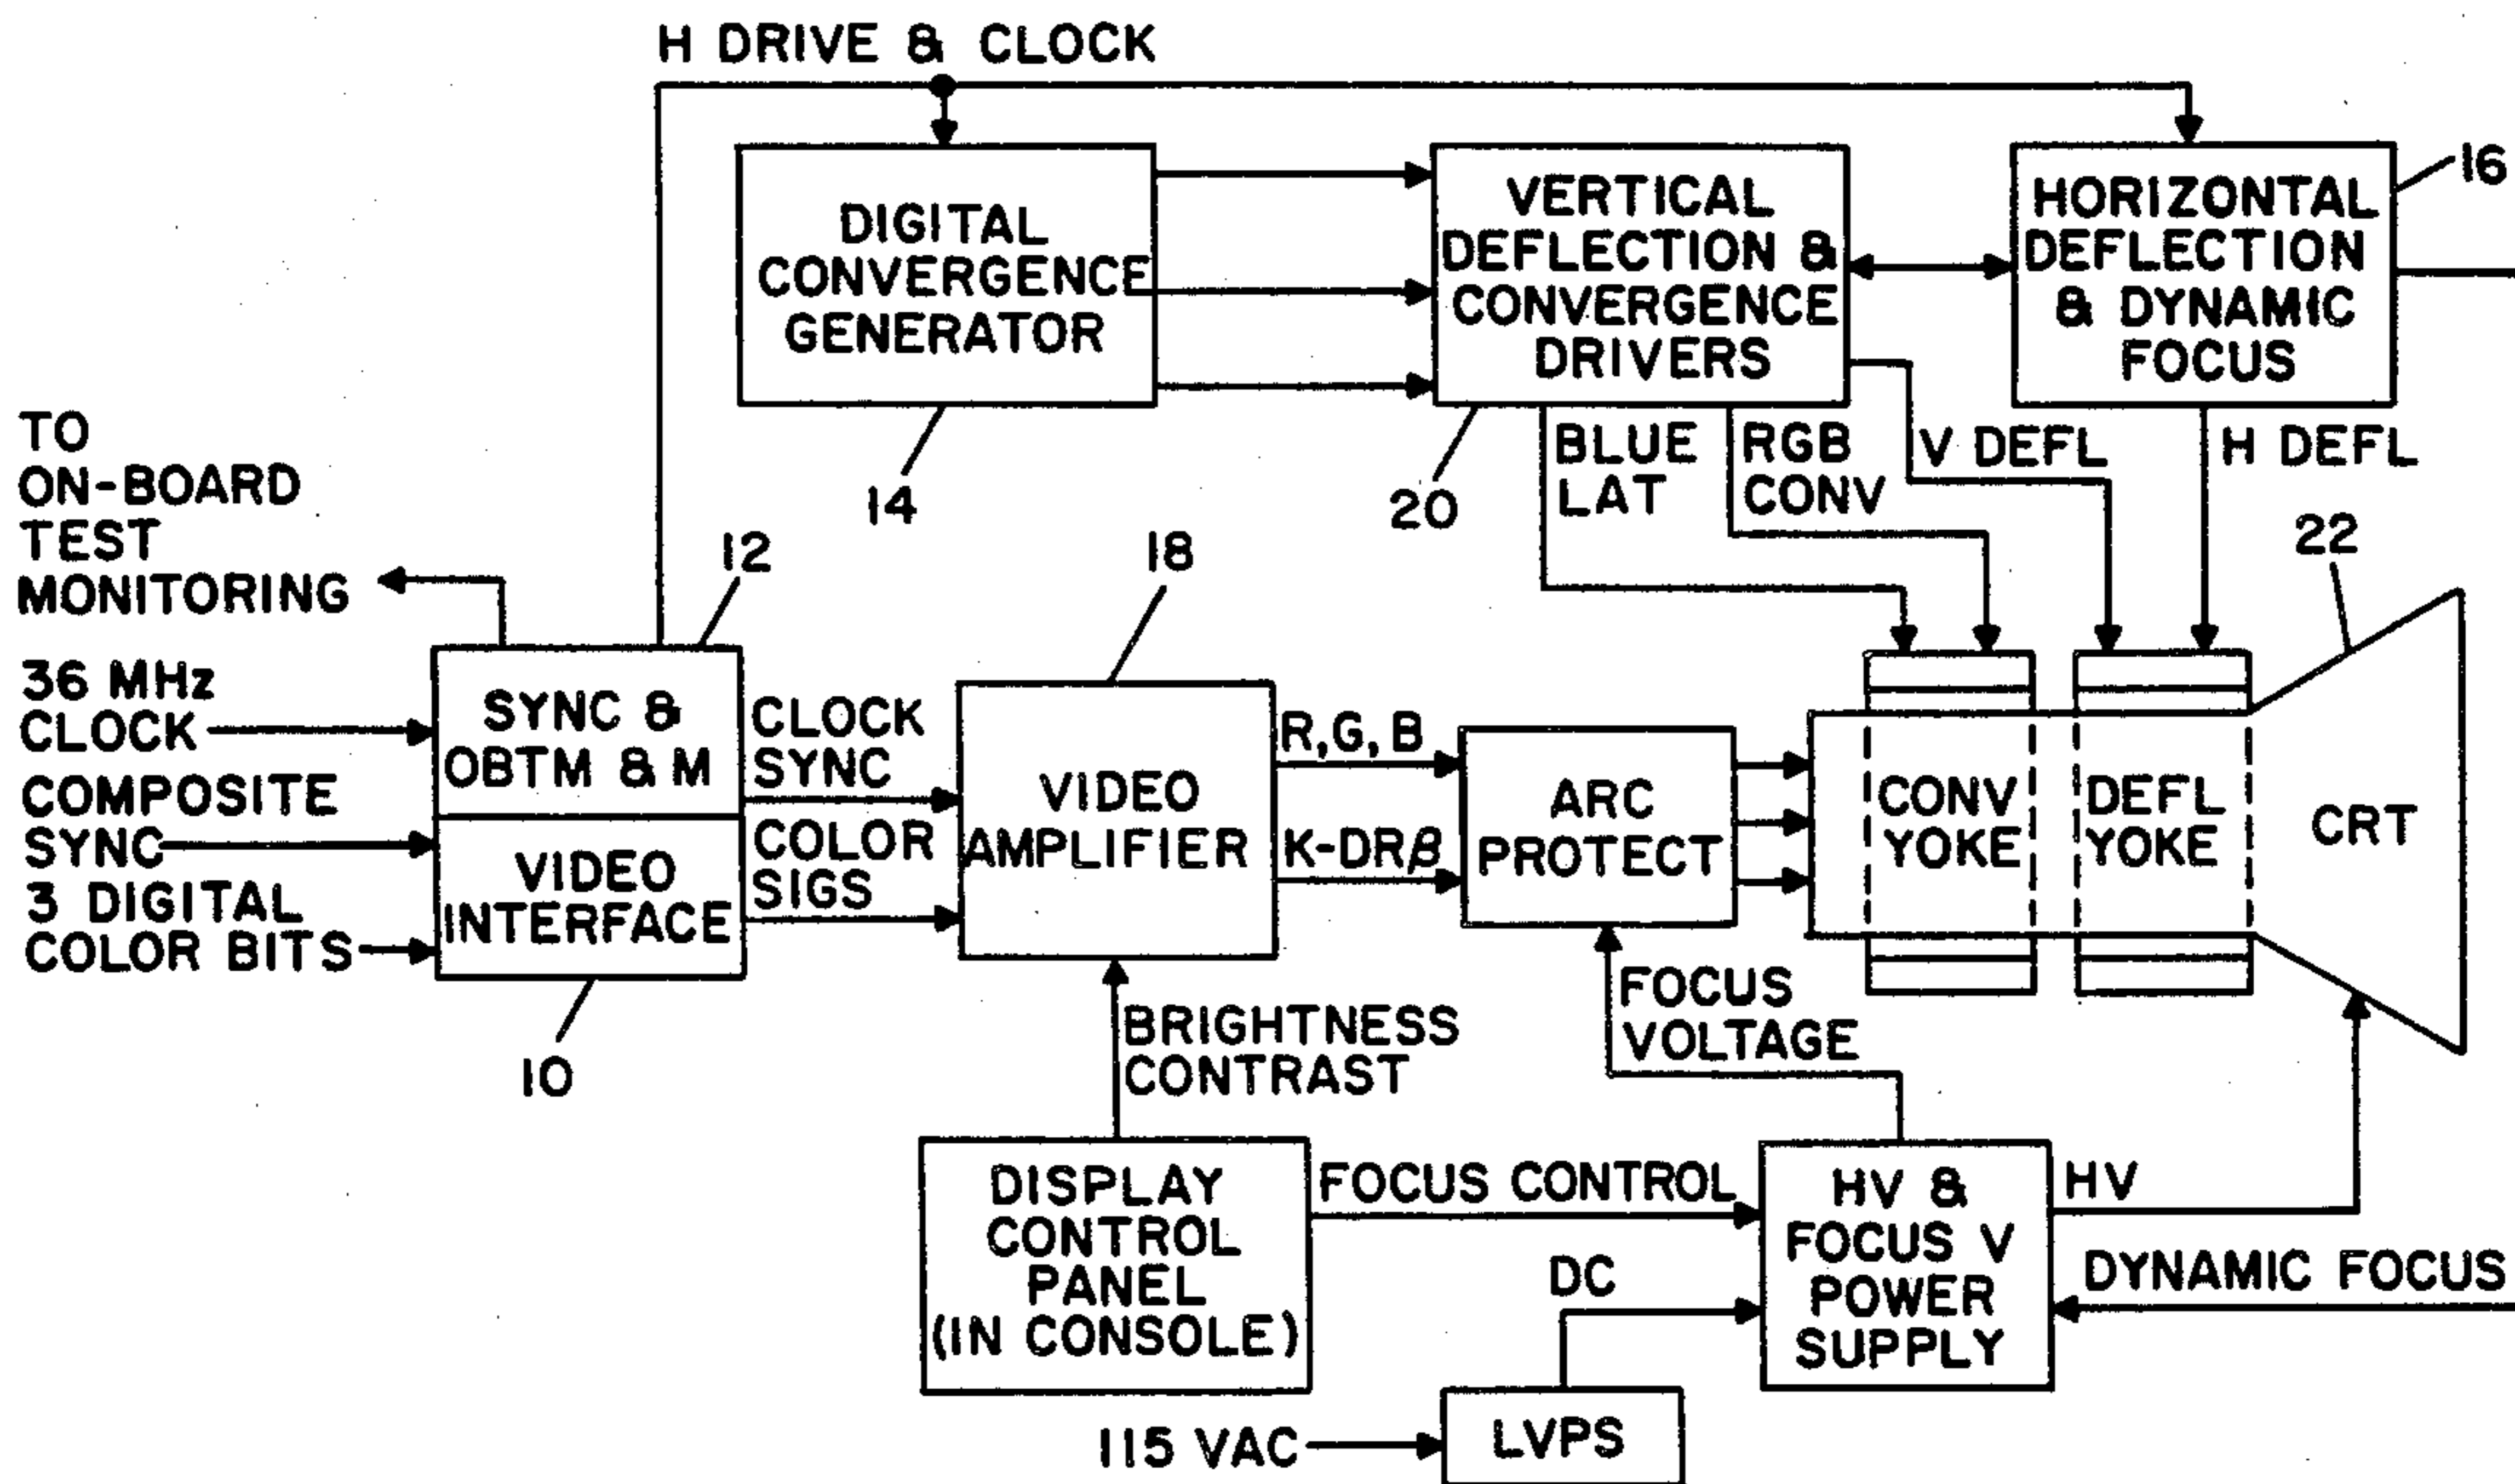 H DRIVE & CLOCK
DIGITAL
CONVERGENCE
GENERATOR
14
VERTICAL
DEFLECTION &
CONVERGENCE
DRIVERS
20
HORIZONTAL
DEFLECTION
& DYNAMIC
FOCUS
16
TO
ON-BOARD
TEST
MONITORING
BLUE
LAT
RGB
CONV
V DEFL
H DEFL
12
18
22
36 MHz
CLOCK
COMPOSITE
SYNC
3 DIGITAL
COLOR BITS
SYNC &
OBTM & M
VIDEO
INTERFACE
10
CLOCK
SYNC
COLOR
SIGS
VIDEO
AMPLIFIER
R,G,B
K-DRβ
ARC
PROTECT
CONV
YOKE
DEFL
YOKE
CRT
BRIGHTNESS
CONTRAST
FOCUS
VOLTAGE
DISPLAY
CONTROL
PANEL
(IN CONSOLE)
FOCUS CONTROL
DC
HV &
FOCUS V
POWER
SUPPLY
HV
DYNAMIC FOCUS
115 VAC
LVPS